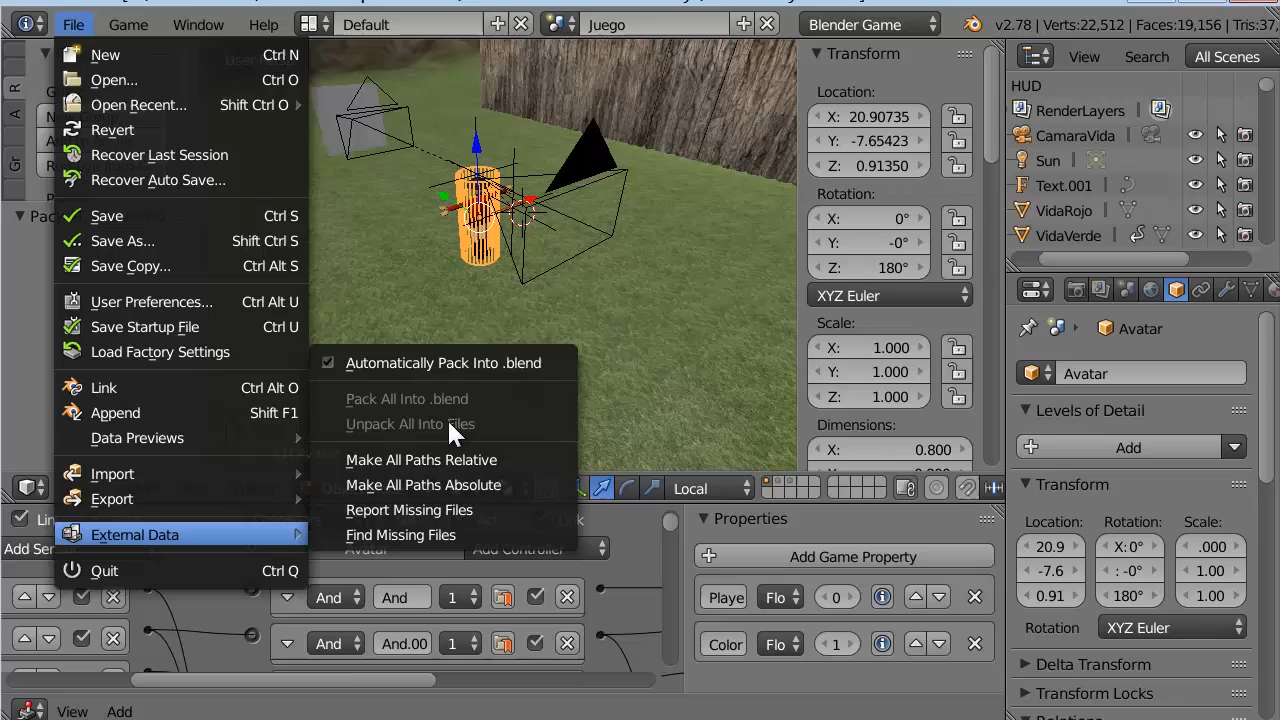 File Game Window Help Default Juego Blender Game v2.78 | Verts:22,512 | Faces:19,156 | Tris:37,
New Ctrl N
Open... Ctrl O
Open Recent... Shift Ctrl O
Revert
Recover Last Session
Recover Auto Save...
Save Ctrl S
Save As... Shift Ctrl S
Save Copy... Ctrl Alt S
User Preferences... Ctrl Alt U
Save Startup File Ctrl U
Load Factory Settings
Link Ctrl Alt O
Append Shift F1
Data Previews
Import
Export
External Data
Quit Ctrl Q
Automatically Pack Into .blend
Pack All Into .blend
Unpack All Into Files
Make All Paths Relative
Make All Paths Absolute
Report Missing Files
Find Missing Files
R
A
Gr
Transform
Location:
X: 20.90735
Y: -7.65423
Z: 0.91350
Rotation:
X: 0°
Y: -0°
Z: 180°
XYZ Euler
Scale:
X: 1.000
Y: 1.000
Z: 1.000
Dimensions:
X: 0.800
Local
View Search All Scenes
HUD
RenderLayers
CamaraVida
Sun
Text.001
VidaRojo
VidaVerde
Avatar
Avatar
Levels of Detail
Add
Transform
Location: Rotation: Scale:
20.9 X: 0° .000
-7.6 : -0° 1.00
0.91 180° 1.00
Rotation XYZ Euler
Delta Transform
Transform Locks
Add Controller
And And 1
And And.00 1
Properties
Add Game Property
Playe Flo 0
Color Flo 1
View Add